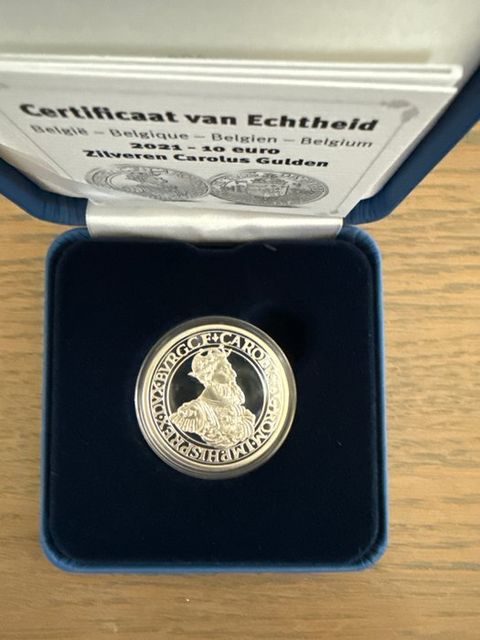 Certificaat van Echtheid
België – Belgique – Belgien – Belgium
2021 - 10 euro
Zilveren Carolus Gulden